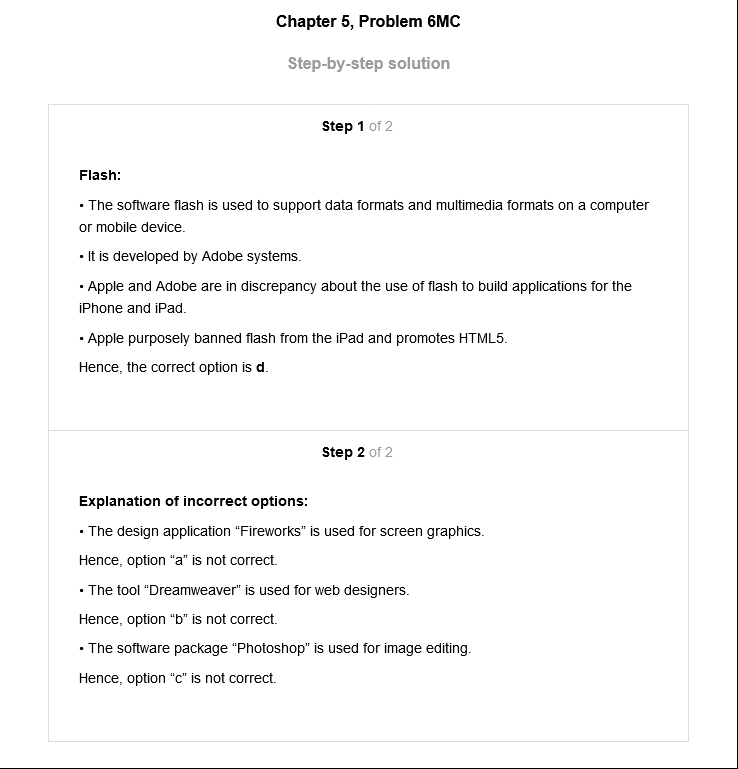 Chapter 5, Problem 6MC
Step-by-step solution
Step 1 of 2
Flash:
• The software flash is used to support data formats and multimedia formats on a computer
or mobile device.
• It is developed by Adobe systems.
• Apple and Adobe are in discrepancy about the use of flash to build applications for the
iPhone and iPad.
• Apple purposely banned flash from the iPad and promotes HTML5.
Hence, the correct option is d.
Step 2 of 2
Explanation of incorrect options:
• The design application “Fireworks” is used for screen graphics.
Hence, option “a” is not correct.
• The tool “Dreamweaver” is used for web designers.
Hence, option “b” is not correct.
• The software package “Photoshop” is used for image editing.
Hence, option “c” is not correct.